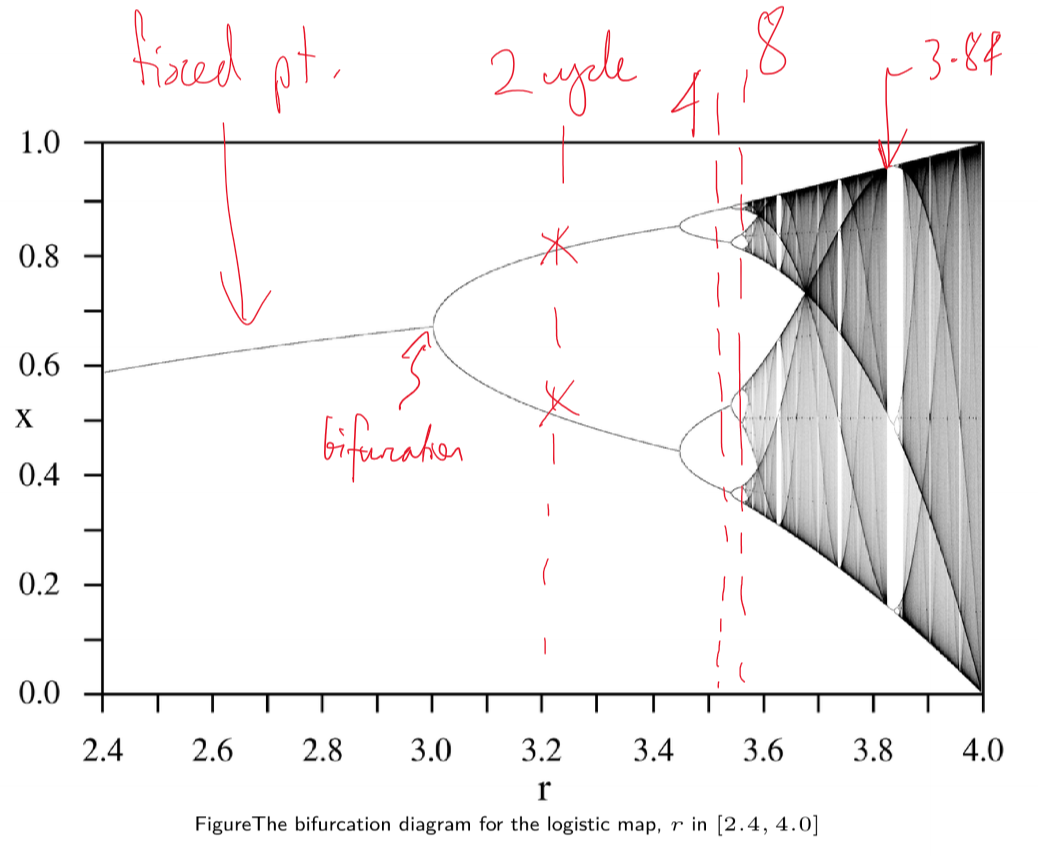 fixed pt.
2 cycle
4
8
3.84
1.0
0.8
0.6
x
bifurcation
0.4
0.2
0.0
2.4 2.6 2.8 3.0 3.2 3.4 3.6 3.8 4.0
r
FigureThe bifurcation diagram for the logistic map, r in [2.4, 4.0]